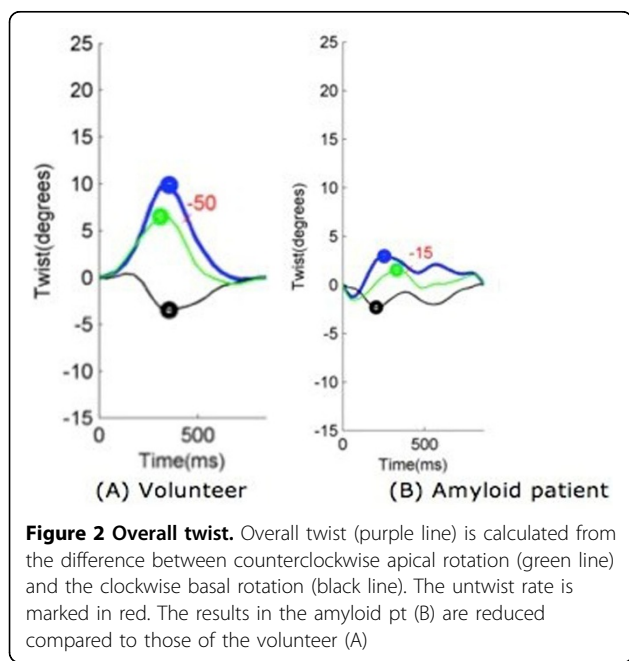 25
20
15
10
5
0
-5
-10
-15
Twist(degrees)
-50
0
500
Time(ms)
(A) Volunteer
25
20
15
10
5
0
-5
-10
-15
Twist(degrees)
-15
0
500
Time(ms)
(B) Amyloid patient
Figure 2 Overall twist. Overall twist (purple line) is calculated from
the difference between counterclockwise apical rotation (green line)
and the clockwise basal rotation (black line). The untwist rate is
marked in red. The results in the amyloid pt (B) are reduced
compared to those of the volunteer (A)